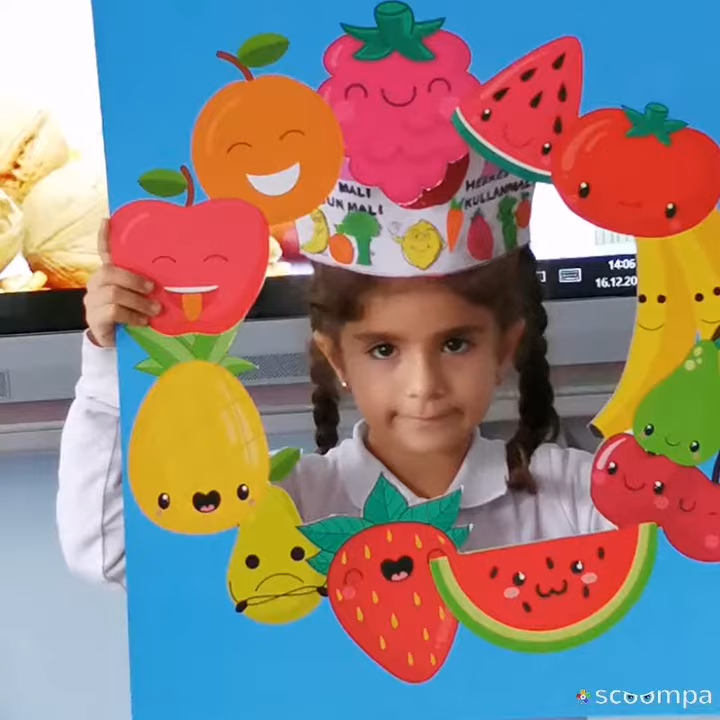 MALI
HERKES
UN MALI
KULLANMALI
14:06
16.12.20
scoompa